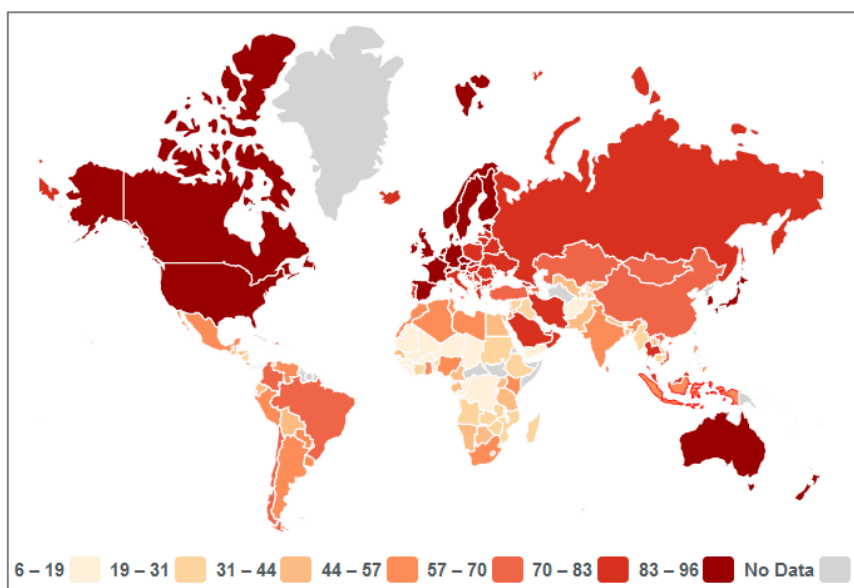 6 – 19 19 – 31 31 – 44 44 – 57 57 – 70 70 – 83 83 – 96 No Data